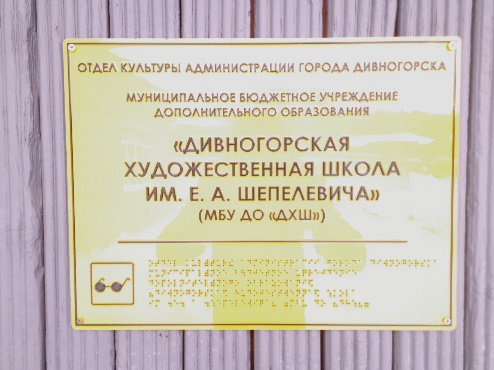 ОТДЕЛ КУЛЬТУРЫ АДМИНИСТРАЦИИ ГОРОДА ДИВНОГОРСКА
МУНИЦИПАЛЬНОЕ БЮДЖЕТНОЕ УЧРЕЖДЕНИЕ
ДОПОЛНИТЕЛЬНОГО ОБРАЗОВАНИЯ
«ДИВНОГОРСКАЯ
ХУДОЖЕСТВЕННАЯ ШКОЛА
ИМ. Е. А. ШЕПЕЛЕВИЧА»
(МБУ ДО «ДХШ»)